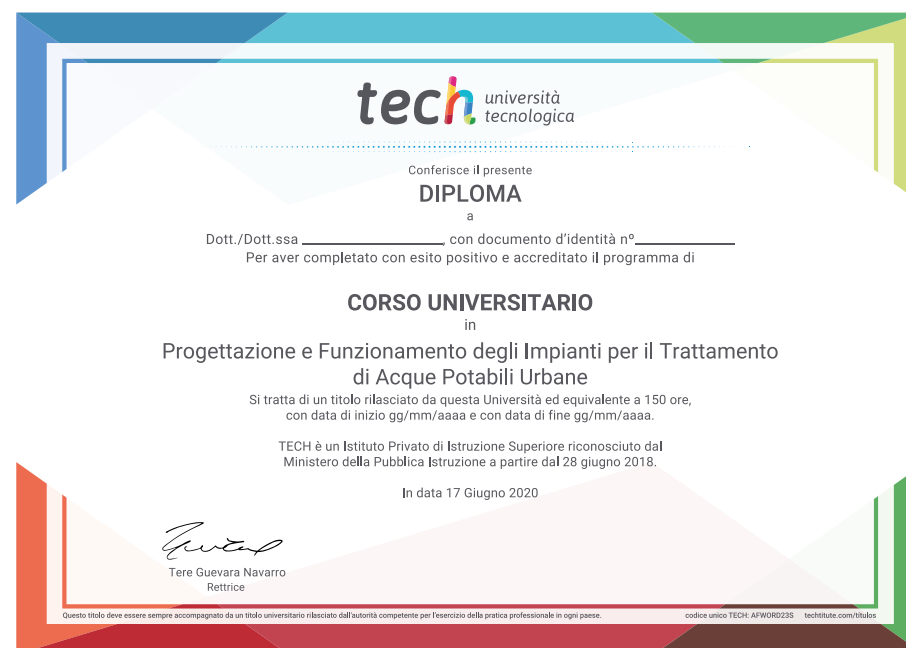 tech università
tecnologica
Conferisce il presente
DIPLOMA
a
Dott./Dott.ssa ____________________, con documento d'identità nº______________
Per aver completato con esito positivo e accreditato il programma di
CORSO UNIVERSITARIO
in
Progettazione e Funzionamento degli Impianti per il Trattamento
di Acque Potabili Urbane
Si tratta di un titolo rilasciato da questa Università ed equivalente a 150 ore,
con data di inizio gg/mm/aaaa e con data di fine gg/mm/aaaa.
TECH è un Istituto Privato di Istruzione Superiore riconosciuto dal
Ministero della Pubblica Istruzione a partire dal 28 giugno 2018.
In data 17 Giugno 2020
Tere Guevara Navarro
Rettrice
Questo titolo deve essere sempre accompagnato da un titolo universitario rilasciato dall'autorità competente per l'esercizio della pratica professionale in ogni paese. codice unico TECH: AFWORD23S techtitute.com/titulos